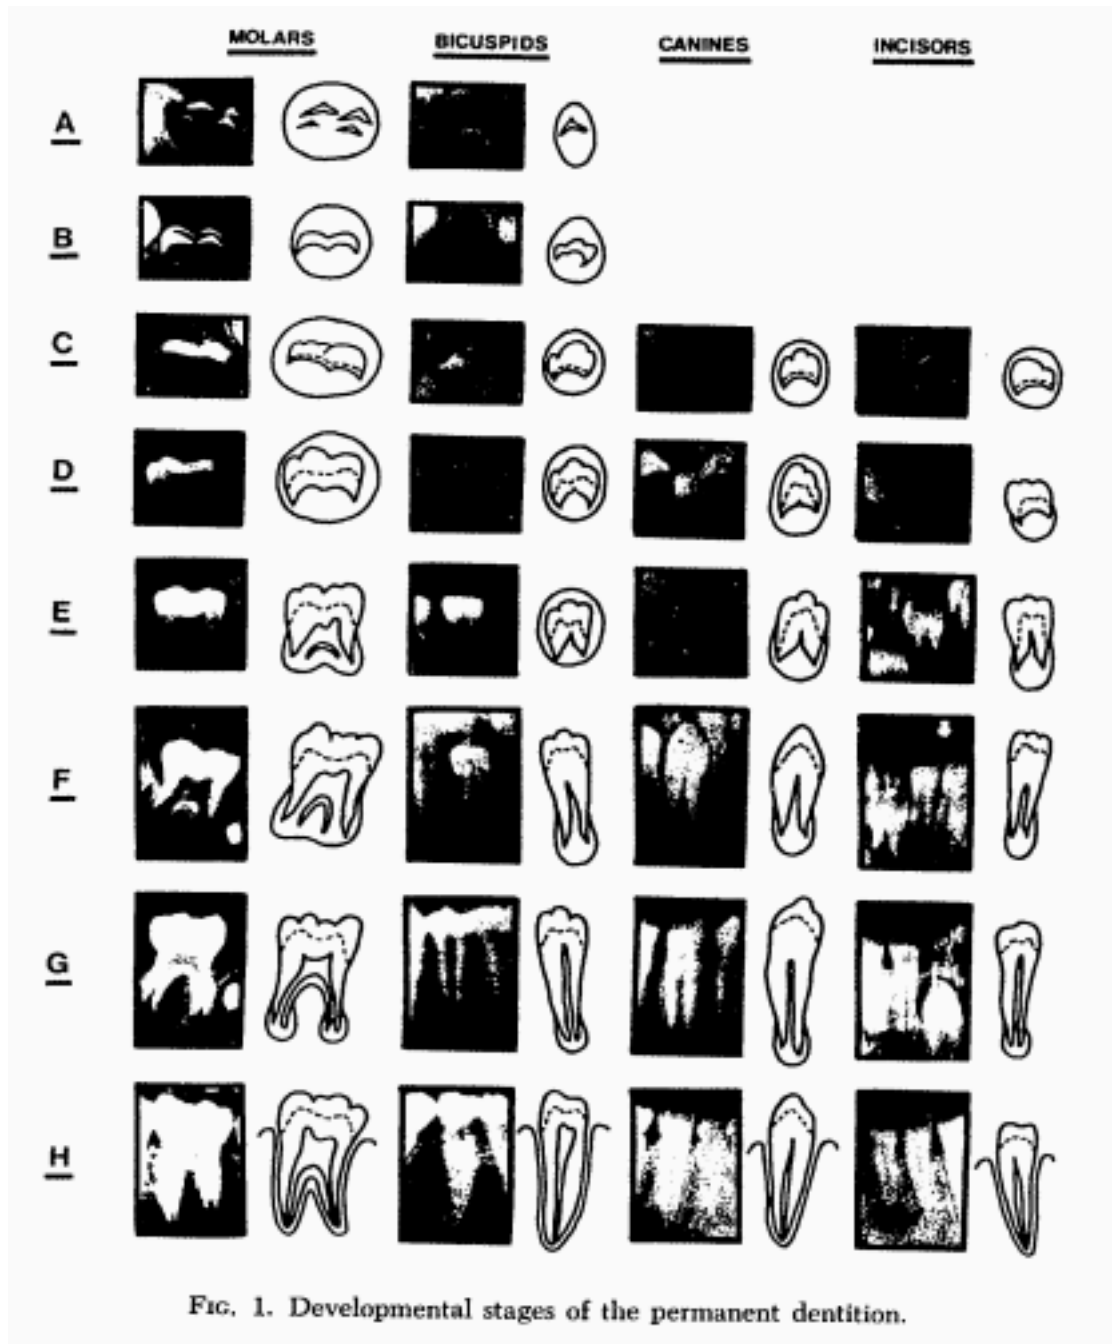 MOLARS BICUSPIDS CANINES INCISORS
A
B
C
D
E
F
G
H
FIG. 1. Developmental stages of the permanent dentition.